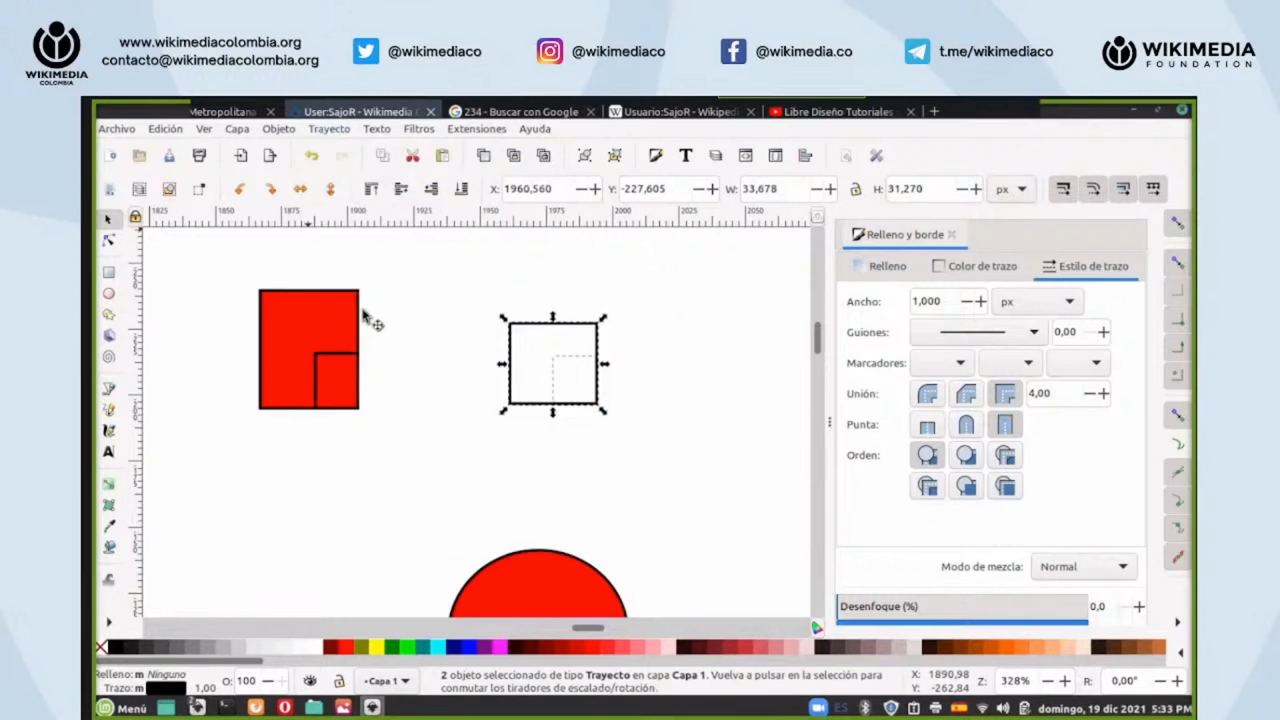 WIKIMEDIA
COLOMBIA
www.wikimediacolombia.org
contacto@wikimediacolombia.org
@wikimediaco
@wikimediaco
@wikimedia.co
t.me/wikimediaco
WIKIMEDIA
FOUNDATION
Metropolitana
User:SajoR - Wikimedia C
234 - Buscar con Google
Usuario:SajoR - Wikiped
Libre Diseño Tutoriales
Archivo Edición Ver Capa Objeto Trayecto Texto Filtros Extensiones Ayuda
X: 1960,560 Y: -227,605 W: 33,678 H: 31,270 px
1825 1850 1875 1900 1925 1950 1975 2000 2025 2050
Relleno y borde
Relleno Color de trazo Estilo de trazo
Ancho: 1,000 px
Guiones: 0,00
Marcadores:
Unión: 4,00
Punta:
Orden:
Modo de mezcla: Normal
Desenfoque (%) 0,0
Relleno: m Ninguno
Trazo: m 1,00
O: 100
Capa 1
2 objeto seleccionado de tipo Trayecto en capa Capa 1. Vuelva a pulsar en la selección para
conmutar los tiradores de escalado/rotación.
X: 1890,98
Y: -262,84
Z: 328%
R: 0,00°
Menú
ES
domingo, 19 dic 2021 5:33 PM